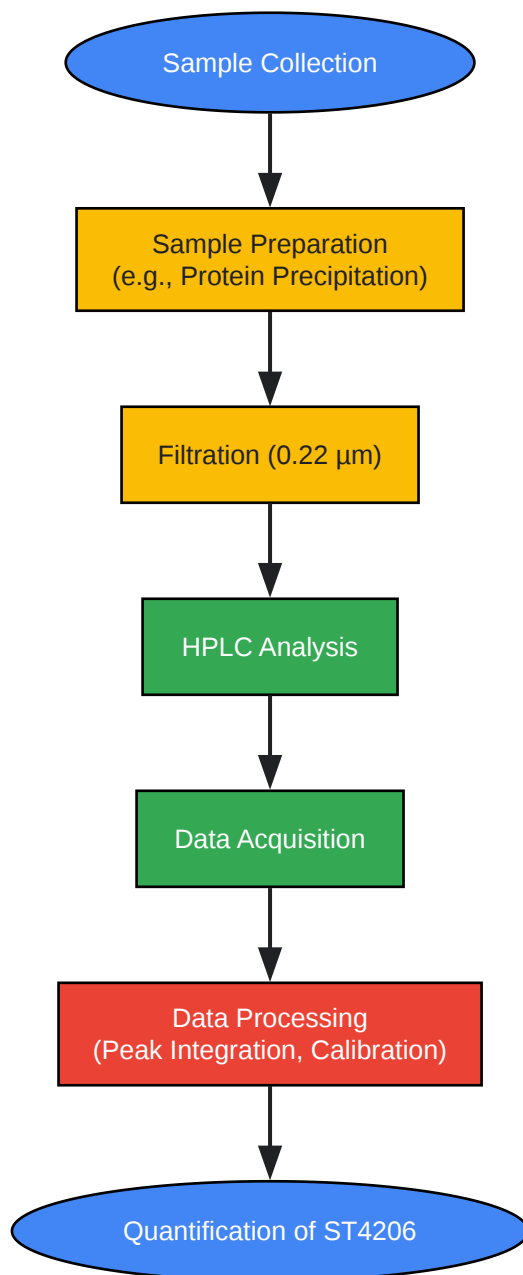 Sample Collection
Sample Preparation
(e.g., Protein Precipitation)
Filtration (0.22 µm)
HPLC Analysis
Data Acquisition
Data Processing
(Peak Integration, Calibration)
Quantification of ST4206